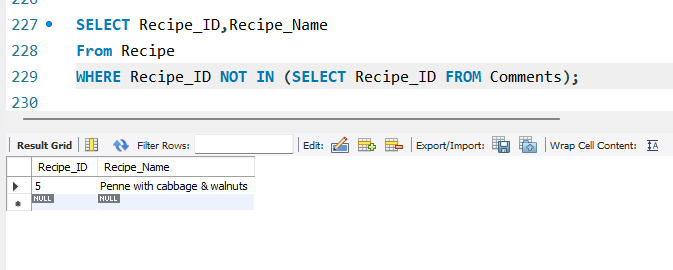 227 SELECT Recipe_ID,Recipe_Name
228 From Recipe
229 WHERE Recipe_ID NOT IN (SELECT Recipe_ID FROM Comments);
230
Result Grid Filter Rows: Edit: Export/Import: Wrap Cell Content: IA
Recipe_ID Recipe_Name
5 Penne with cabbage & walnuts
NULL NULL